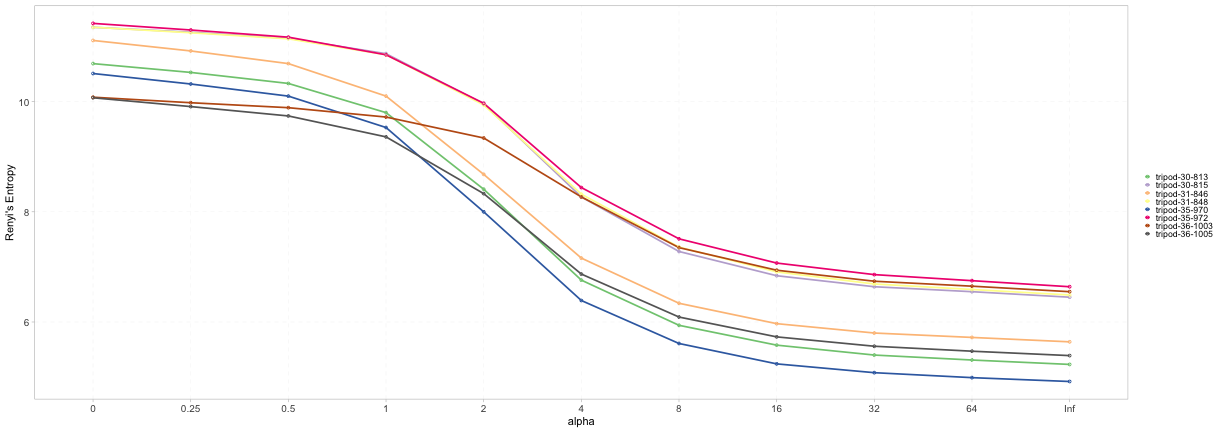 10
8
6
Renyi's Entropy
0 0.25 0.5 1 2 4 8 16 32 64 Inf
alpha
tripod-30-813
tripod-30-815
tripod-31-846
tripod-31-848
tripod-35-970
tripod-35-972
tripod-36-1003
tripod-36-1005